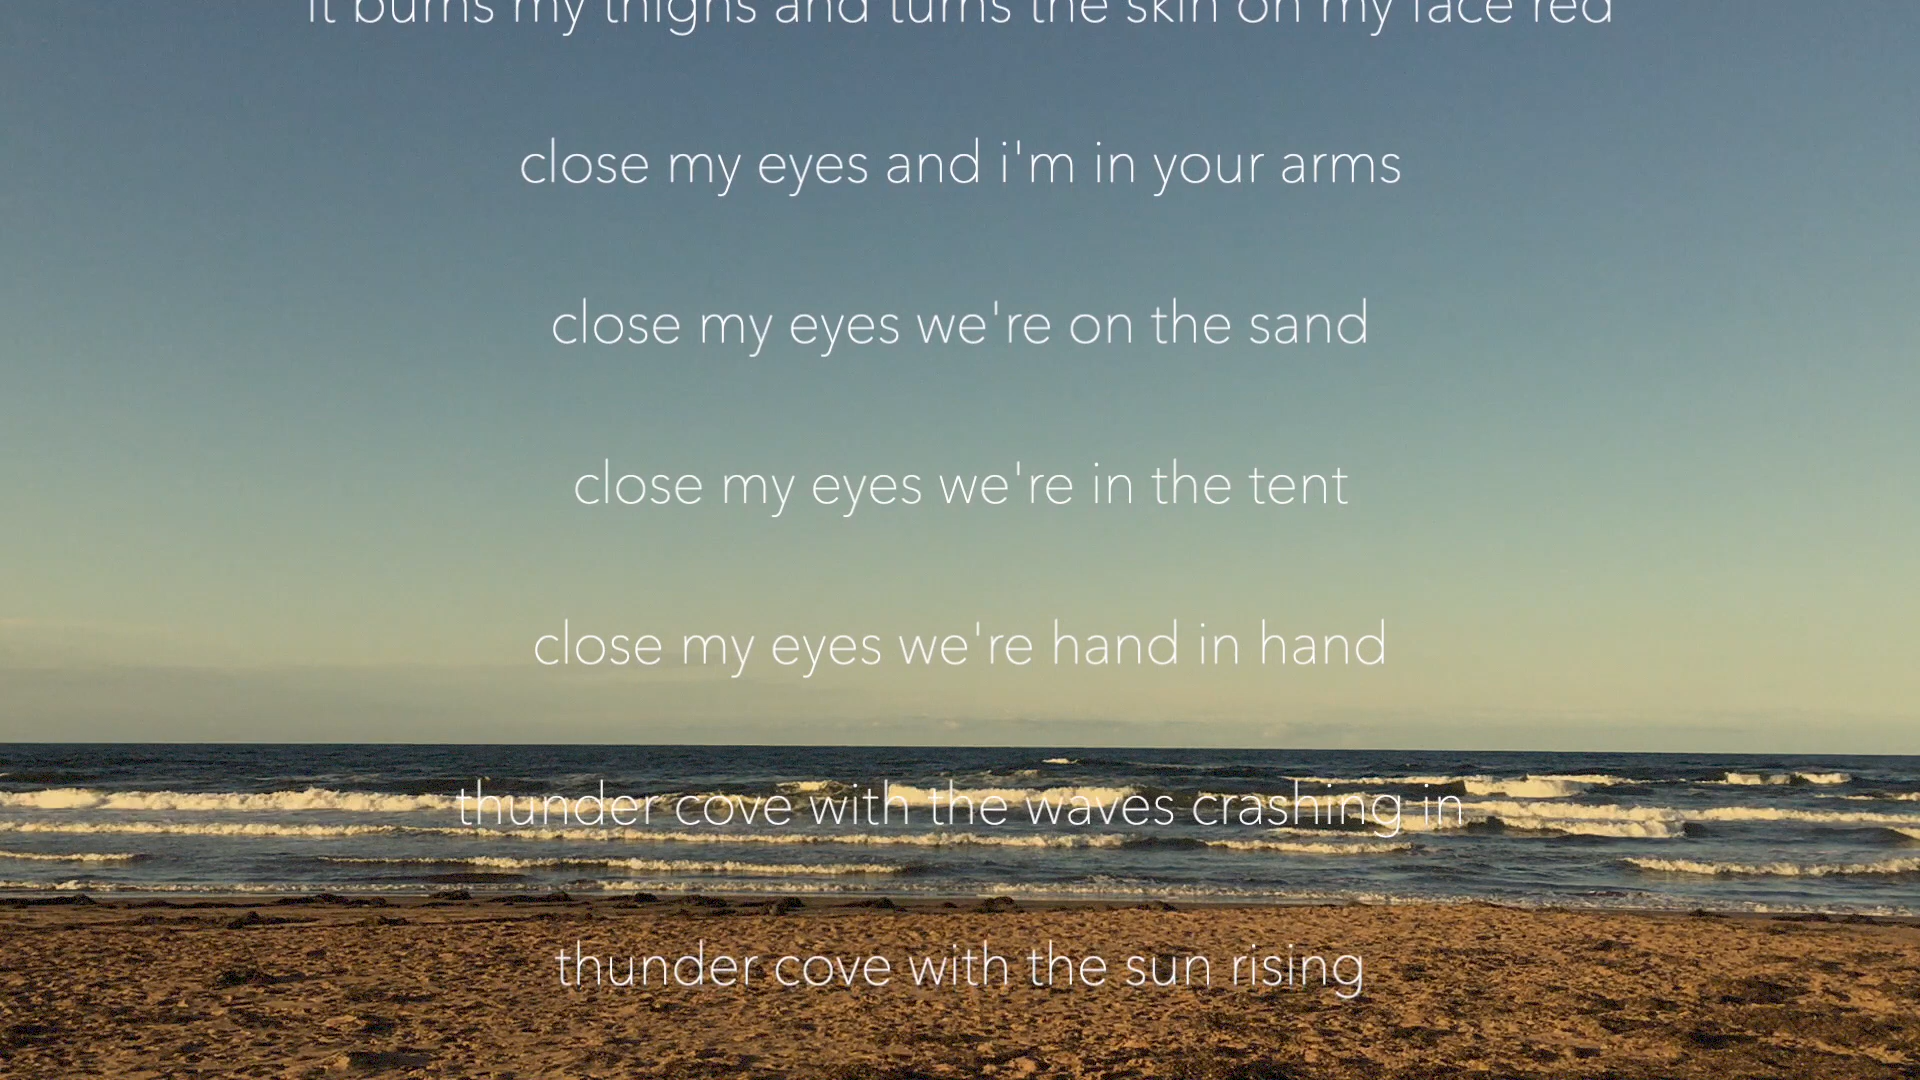 it burns my thighs and turns the skin on my face red
close my eyes and i'm in your arms
close my eyes we're on the sand
close my eyes we're in the tent
close my eyes we're hand in hand
thunder cove with the waves crashing in
thunder cove with the sun rising